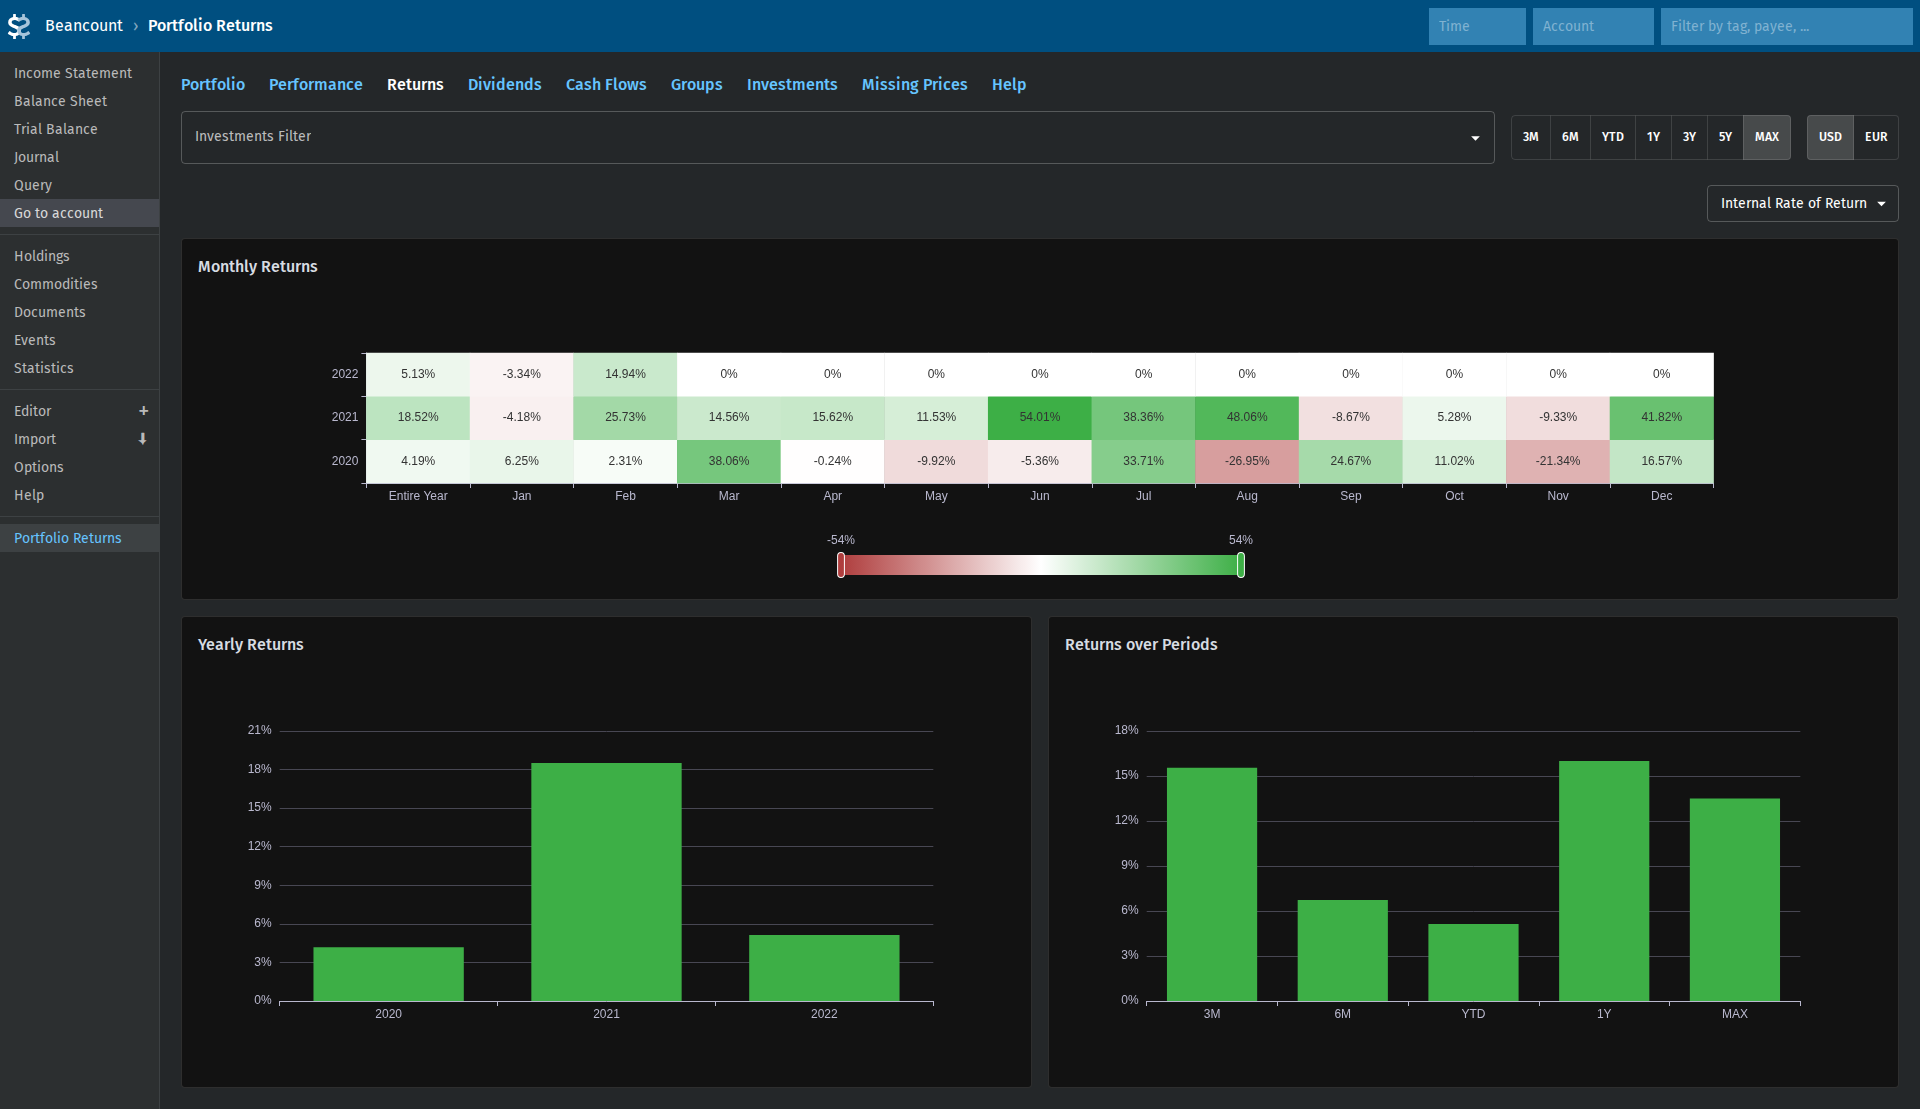 Beancount › Portfolio Returns
Time
Account
Filter by tag, payee, ...
Income Statement
Balance Sheet
Trial Balance
Journal
Query
Go to account
Holdings
Commodities
Documents
Events
Statistics
Editor +
Import
Options
Help
Portfolio Returns
Portfolio Performance Returns Dividends Cash Flows Groups Investments Missing Prices Help
Investments Filter
3M 6M YTD 1Y 3Y 5Y MAX
USD EUR
Internal Rate of Return
Monthly Returns
2022 5.13% -3.34% 14.94% 0% 0% 0% 0% 0% 0% 0% 0% 0% 0%
2021 18.52% -4.18% 25.73% 14.56% 15.62% 11.53% 54.01% 38.36% 48.06% -8.67% 5.28% -9.33% 41.82%
2020 4.19% 6.25% 2.31% 38.06% -0.24% -9.92% -5.36% 33.71% -26.95% 24.67% 11.02% -21.34% 16.57%
Entire Year Jan Feb Mar Apr May Jun Jul Aug Sep Oct Nov Dec
-54% 54%
Yearly Returns
21%
18%
15%
12%
9%
6%
3%
0%
2020 2021 2022
Returns over Periods
18%
15%
12%
9%
6%
3%
0%
3M 6M YTD 1Y MAX